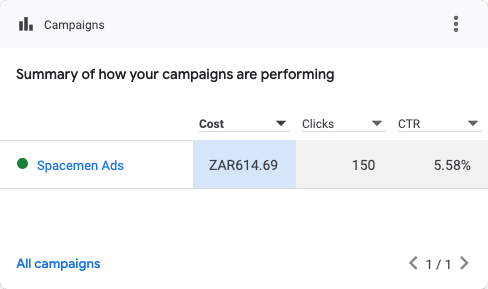 Campaigns
Summary of how your campaigns are performing
Cost Clicks CTR
Spacemen Ads ZAR614.69 150 5.58%
All campaigns 1 / 1